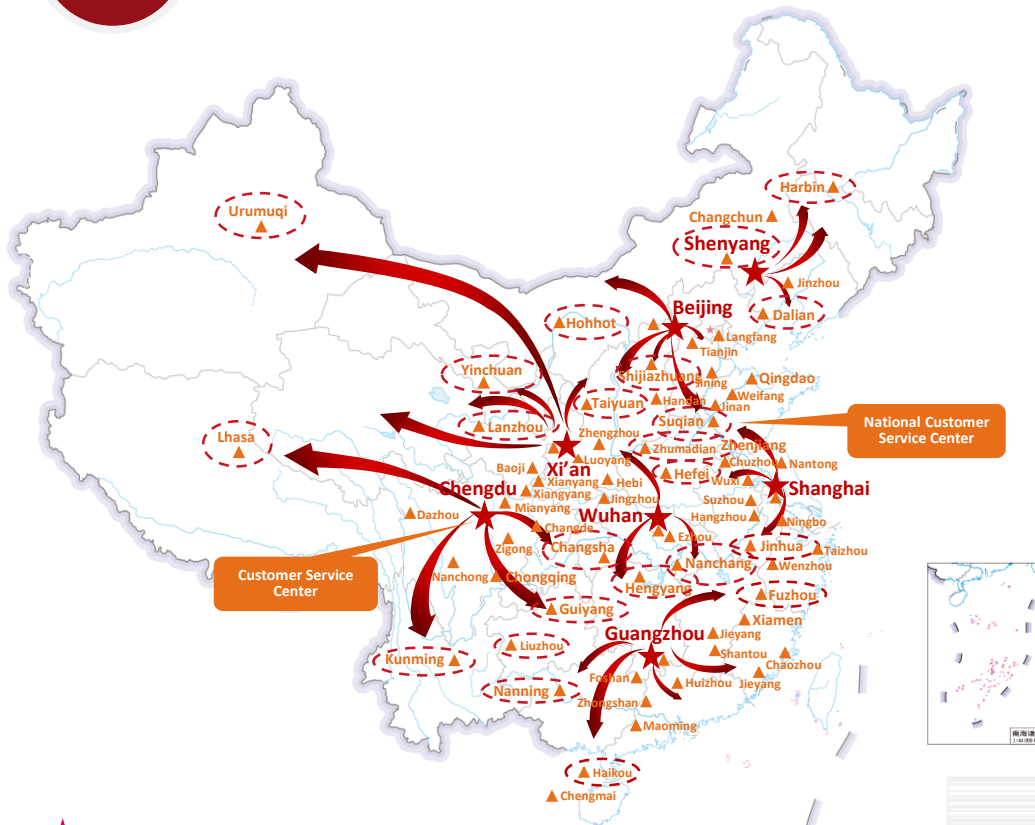 Harbin
Urumuqi
Changchun
Shenyang
Jinzhou
Beijing
Dalian
Hohhot
Langfang
Tianjin
Yinchuan
Shijiazhuang
Jining
Qingdao
Weifang
Taiyuan
Handan
Jinan
Suqian
Lanzhou
National Customer
Service Center
Lhasa
Zhengzhou
Zhumadian
Zhenjiang
Luoyang
Chuzhou
Nantong
Baoji
Xi'an
Hefei
Xianyang
Hebi
Wuxi
Chengdu
Xiangyang
Shanghai
Mianyang
Jingzhou
Suzhou
Dazhou
Wuhan
Hangzhou
Ningbo
Changde
Ezhou
Zigong
Changsha
Jinhua
Taizhou
Customer Service
Center
Nanchong
Chongqing
Nanchang
Wenzhou
Hengyang
Fuzhou
Guiyang
Xiamen
Guangzhou
Jieyang
Liuzhou
Shantou
Kunming
Chaozhou
Foshan
Huizhou
Jieyang
Nanning
Zhongshan
Maoming
Haikou
Chengmai